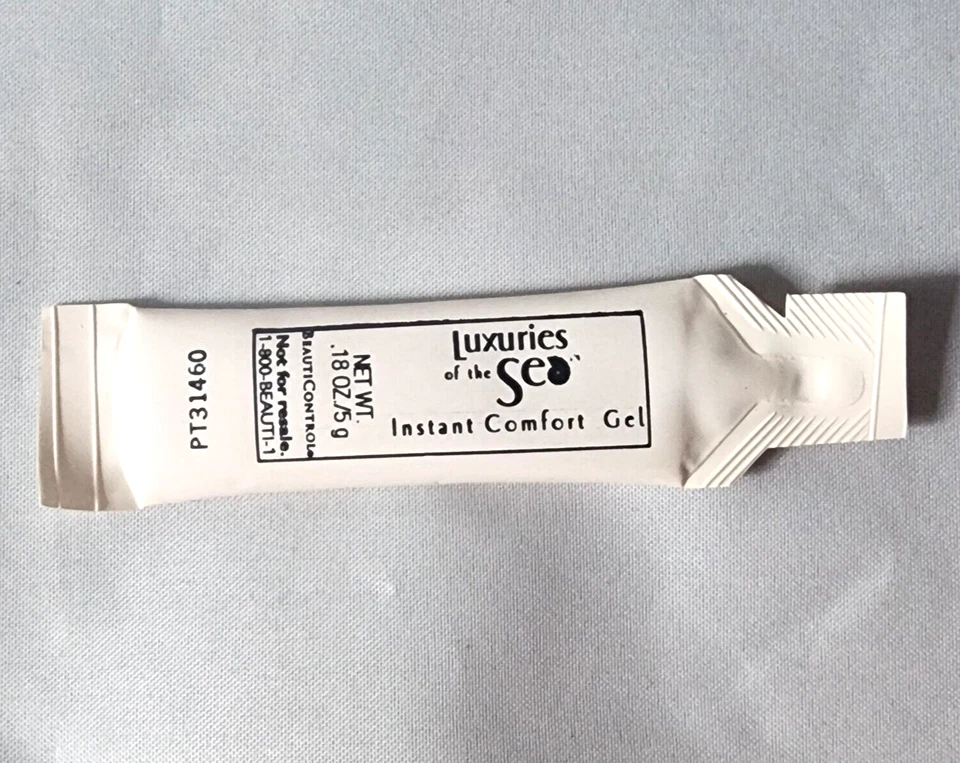 Luxuries
of the Sea™
Instant Comfort Gel
NET WT.
.18 OZ./5 g
BEAUTICONTROL®
Not for resale.
1-800-BEAUTI-1
PT31460